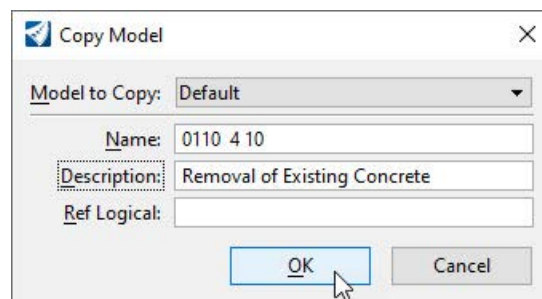 Copy Model
Model to Copy: Default
Name: 0110 4 10
Description: Removal of Existing Concrete
Ref Logical:
OK Cancel